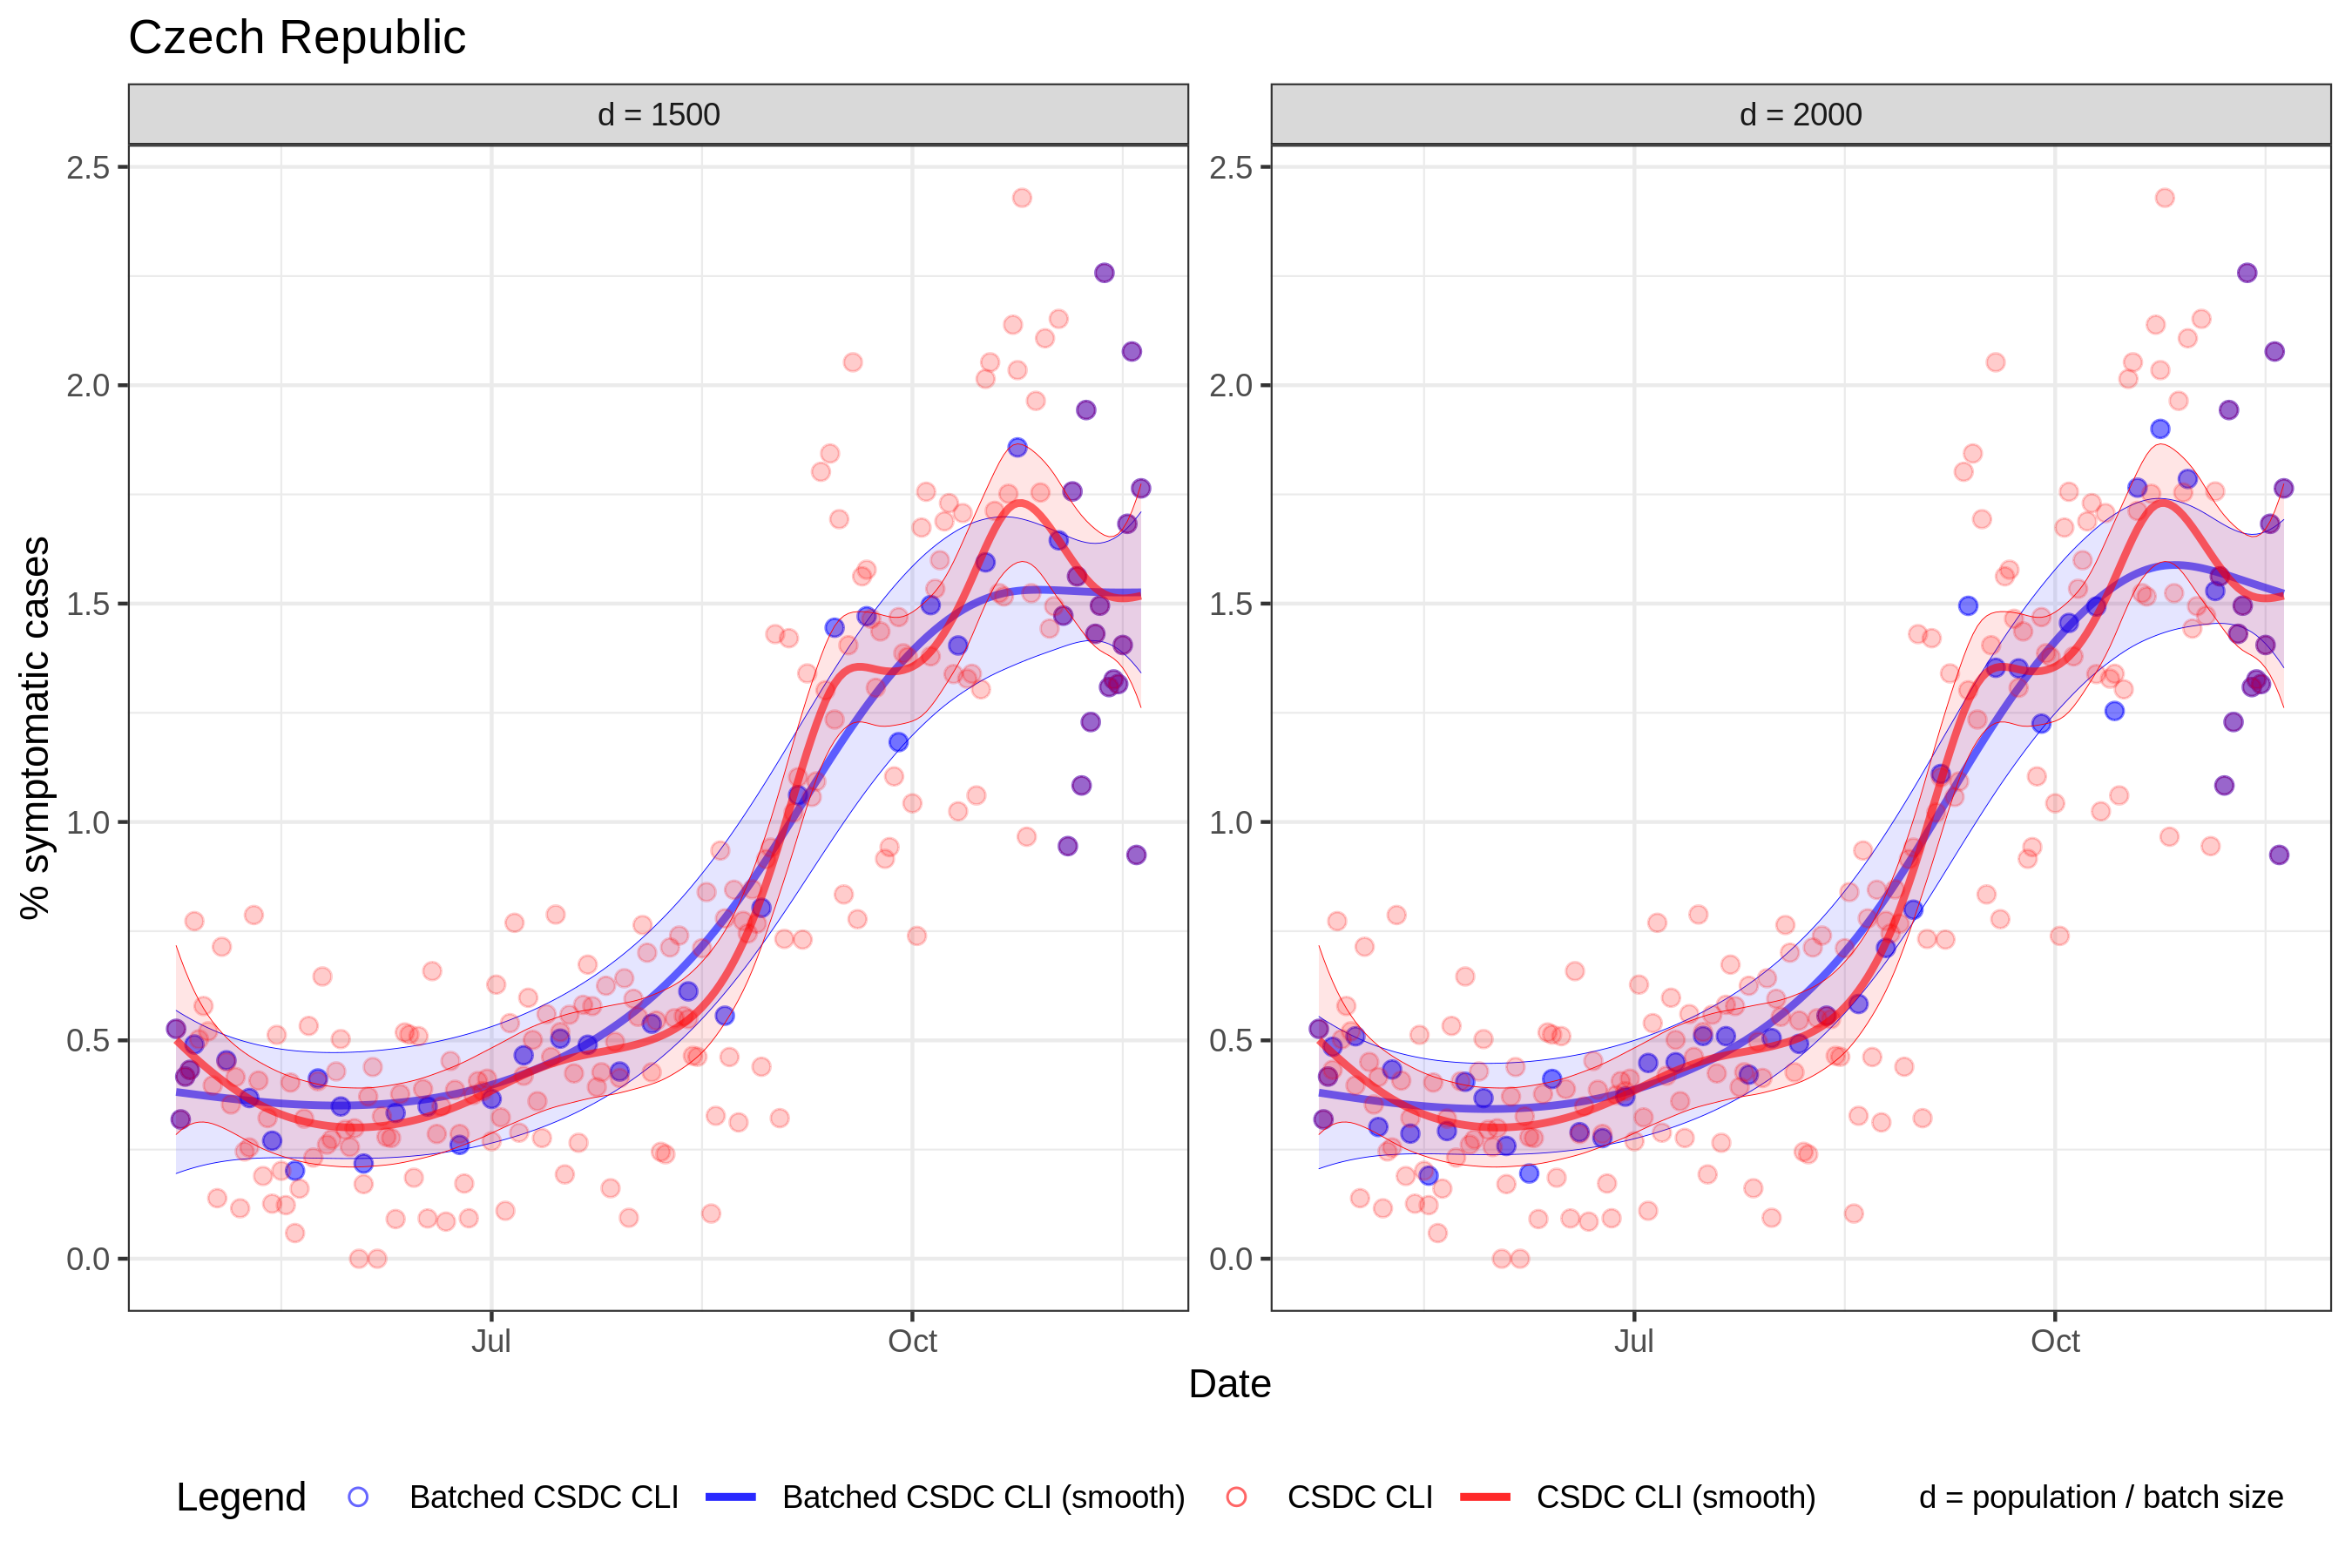 Czech Republic
d = 1500
d = 2000
2.5
2.0
1.5
1.0
0.5
0.0
2.5
2.0
1.5
1.0
0.5
0.0
% symptomatic cases
Jul
Oct
Jul
Oct
Date
Legend
Batched CSDC CLI
Batched CSDC CLI (smooth)
CSDC CLI
CSDC CLI (smooth)
d = population / batch size